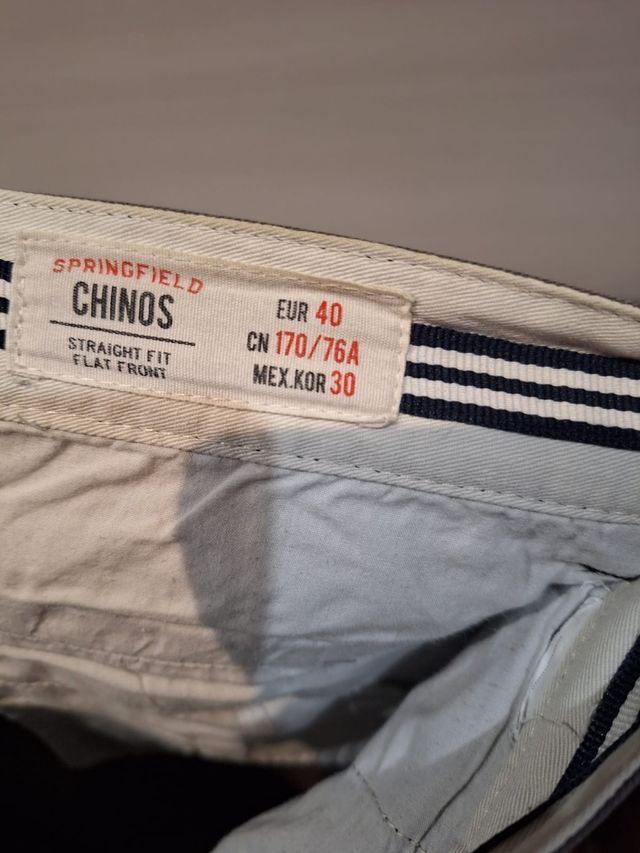 SPRINGFIELD
CHINOS
STRAIGHT FIT
FLAT FRONT
EUR 40
CN 170/76A
MEX.KOR 30